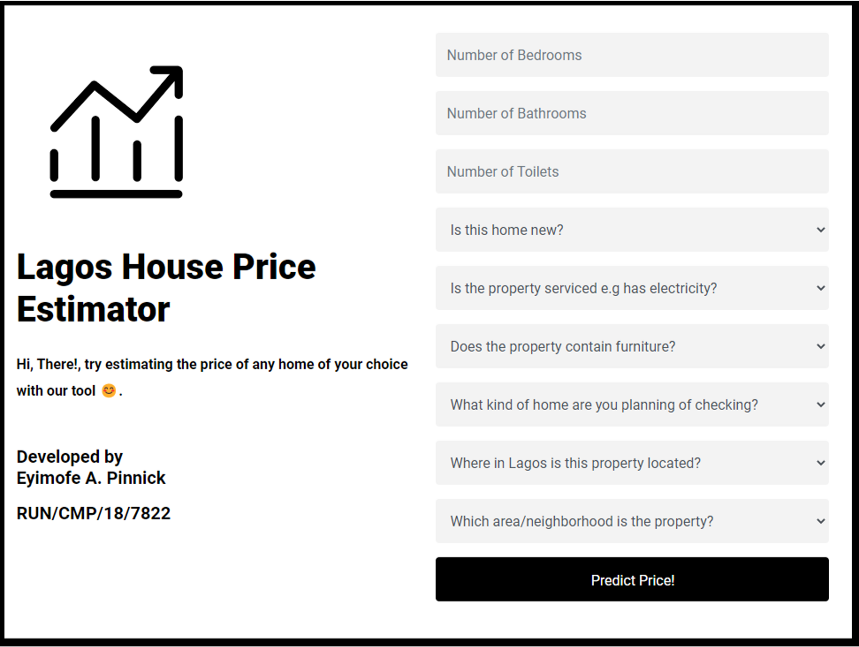 Lagos House Price
Estimator
Hi, There!, try estimating the price of any home of your choice
with our tool 😊 .
Developed by
Eyimofe A. Pinnick
RUN/CMP/18/7822
Number of Bedrooms
Number of Bathrooms
Number of Toilets
Is this home new?
Is the property serviced e.g has electricity?
Does the property contain furniture?
What kind of home are you planning of checking?
Where in Lagos is this property located?
Which area/neighborhood is the property?
Predict Price!